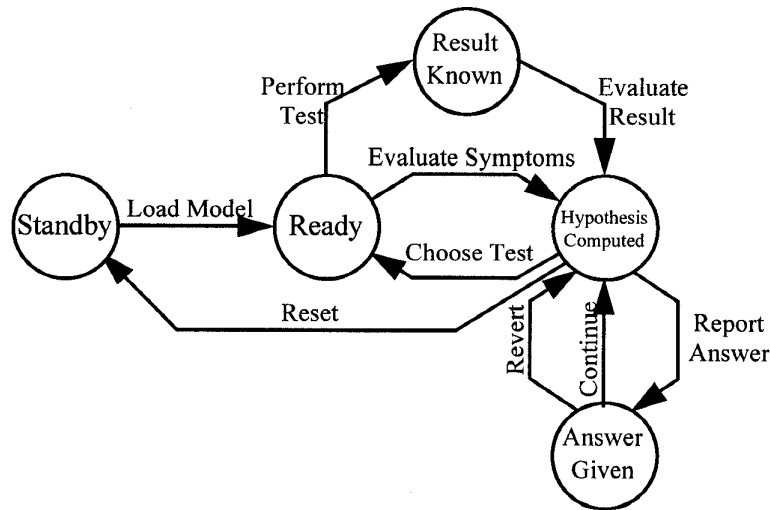 Result
Known
Perform
Test
Evaluate
Result
Evaluate Symptoms
Standby
Load Model
Ready
Hypothesis
Computed
Choose Test
Reset
Revert
Continue
Report
Answer
Answer
Given